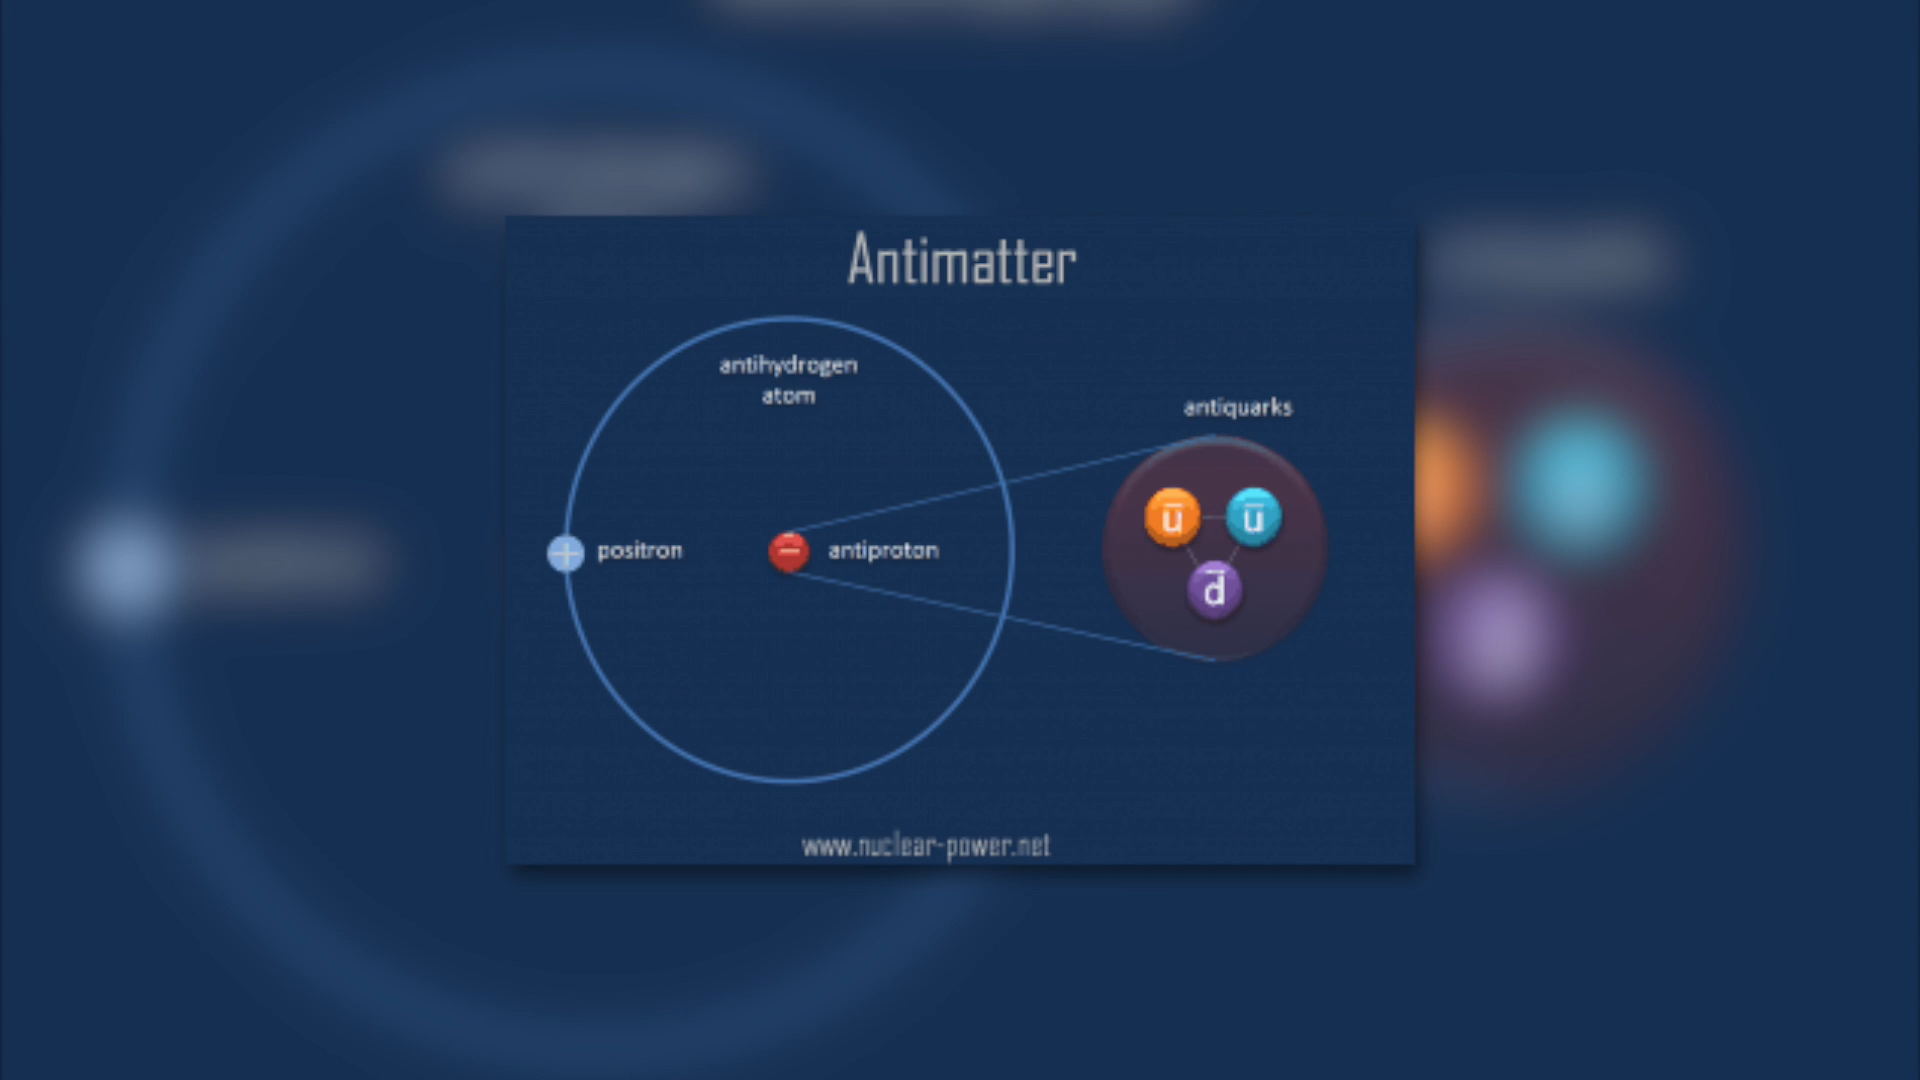 Antimatter
antihydrogen
atom
antiquarks
ū ū
+ positron
− antiproton
d̄
www.nuclear-power.net